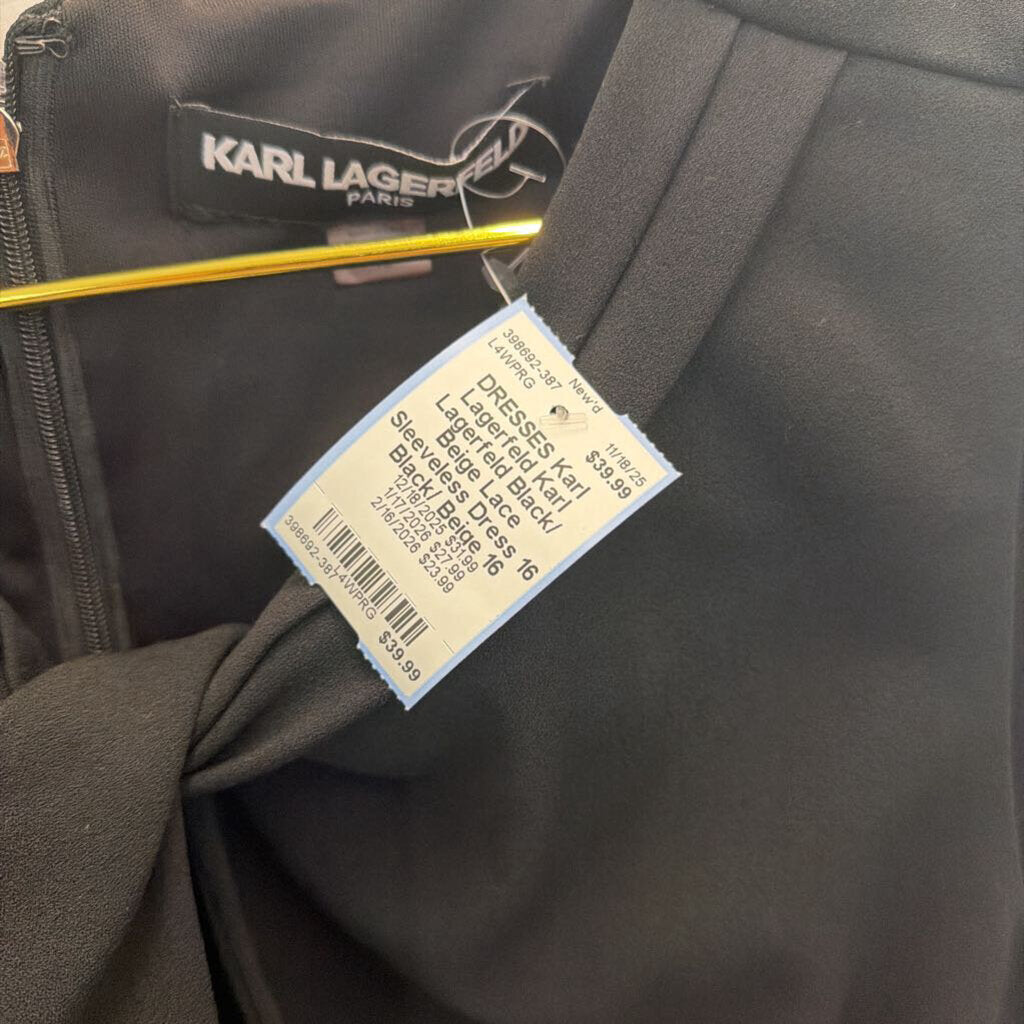 KARL LAGERFELD
PARIS
398692-387 New'd 11/18/25
L4WPRG $39.99
DRESSES Karl
Lagerfeld Karl
Lagerfeld Black/
Beige Lace
Sleeveless Dress 16
Black/ Beige 16
12/18/2025 $31.99
1/17/2026 $27.99
2/16/2026 $23.99
398692-387 L4WPRG $39.99